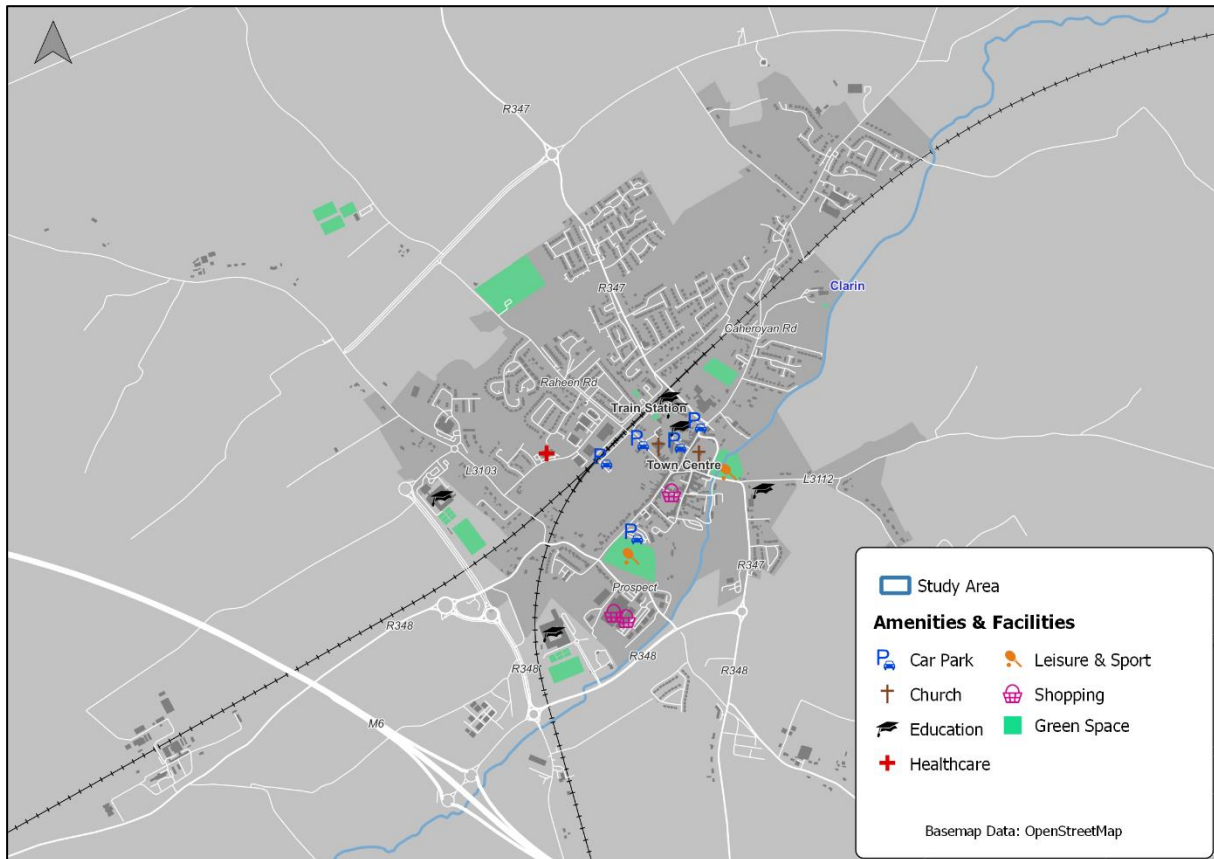 R347
R347
Clarin
Caheroyan Rd
Raheen Rd
Train Station
Town Centre
L3103
L3112
R347
Prospect
R348
R348
R348
R348
M6
Study Area
Amenities & Facilities
P Car Park
Leisure & Sport
Church
Shopping
Education
Green Space
Healthcare
Basemap Data: OpenStreetMap
P
P
P
P
P